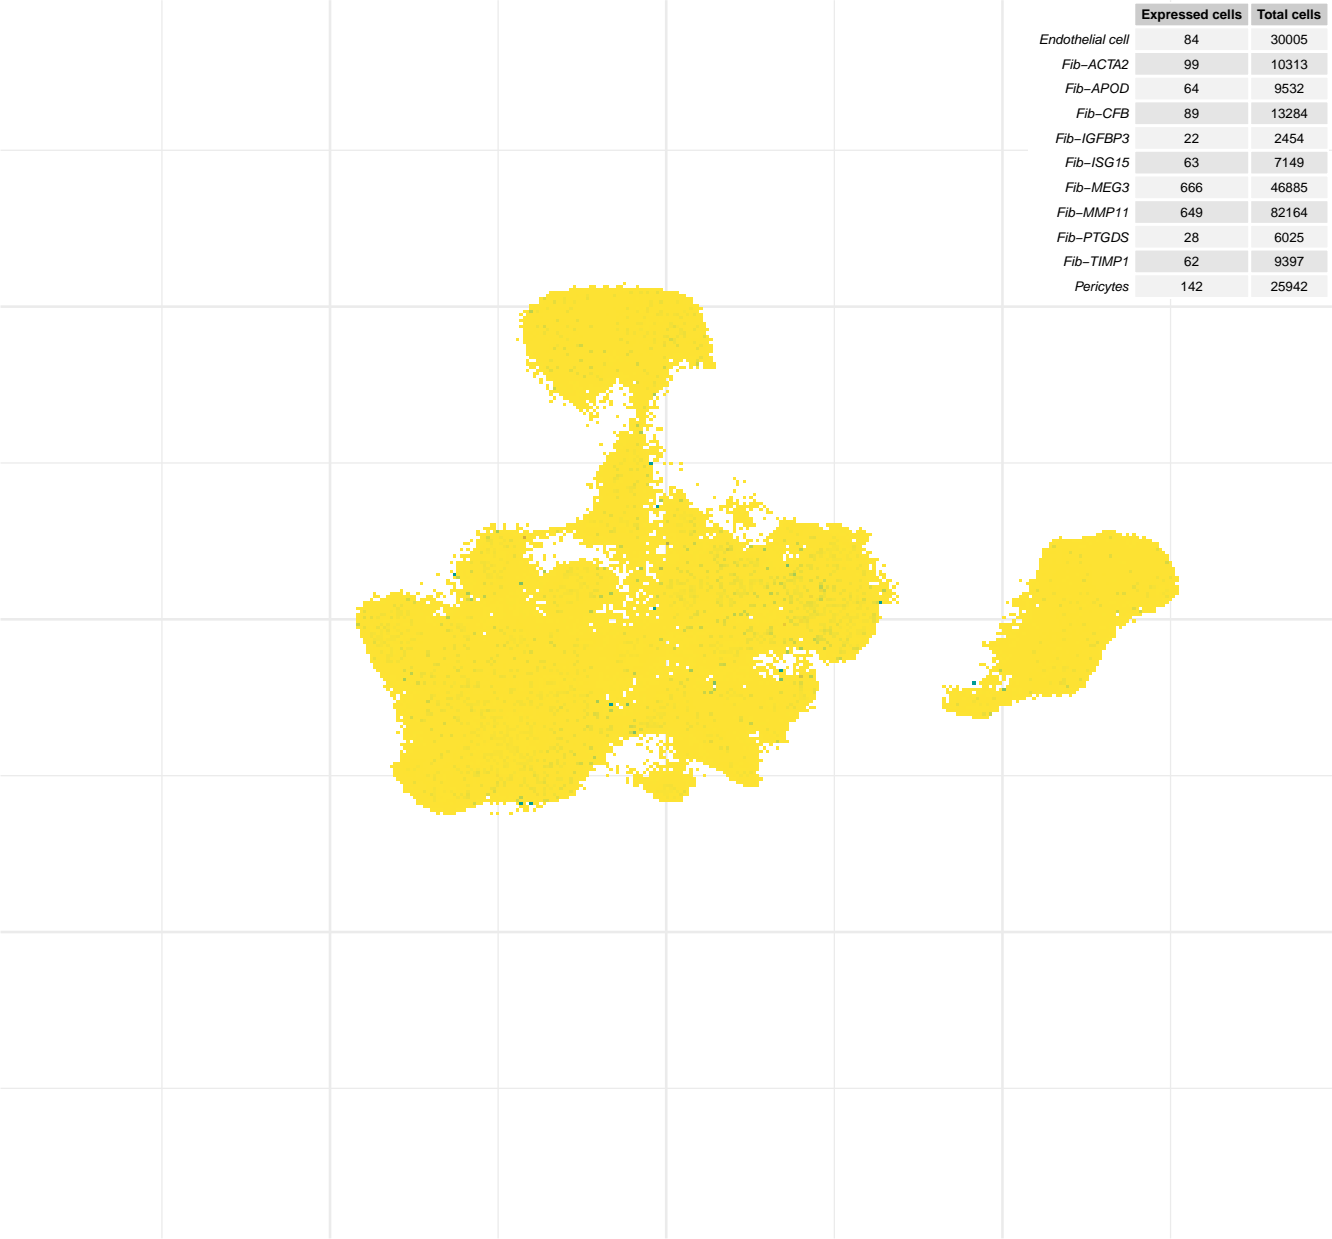 Expressed cells Total cells
Endothelial cell 84 30005
Fib−ACTA2 99 10313
Fib−APOD 64 9532
Fib−CFB 89 13284
Fib−IGFBP3 22 2454
Fib−ISG15 63 7149
Fib−MEG3 666 46885
Fib−MMP11 649 82164
Fib−PTGDS 28 6025
Fib−TIMP1 62 9397
Pericytes 142 25942